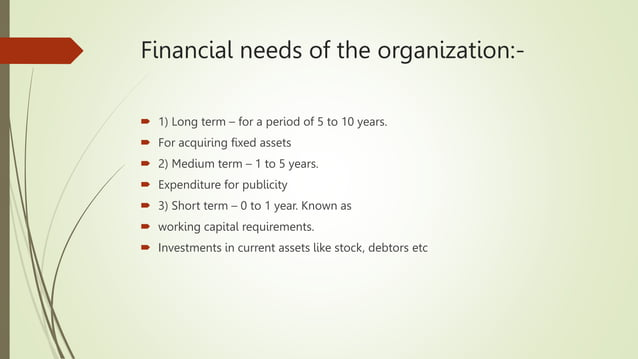 Financial needs of the organization:-
1) Long term – for a period of 5 to 10 years.
For acquiring fixed assets
2) Medium term – 1 to 5 years.
Expenditure for publicity
3) Short term – 0 to 1 year. Known as
working capital requirements.
Investments in current assets like stock, debtors etc